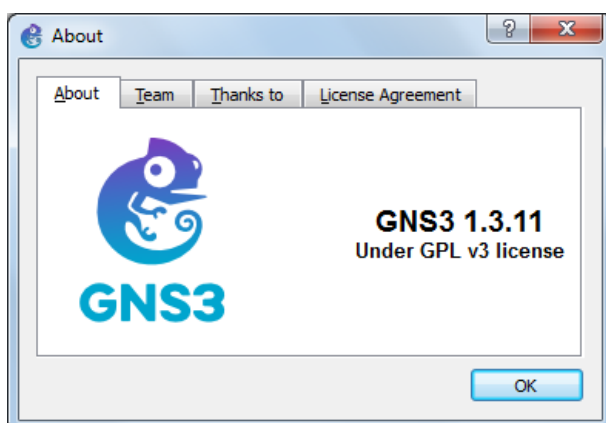 About
About
Team
Thanks to
License Agreement
GNS3 1.3.11
Under GPL v3 license
GNS3
OK